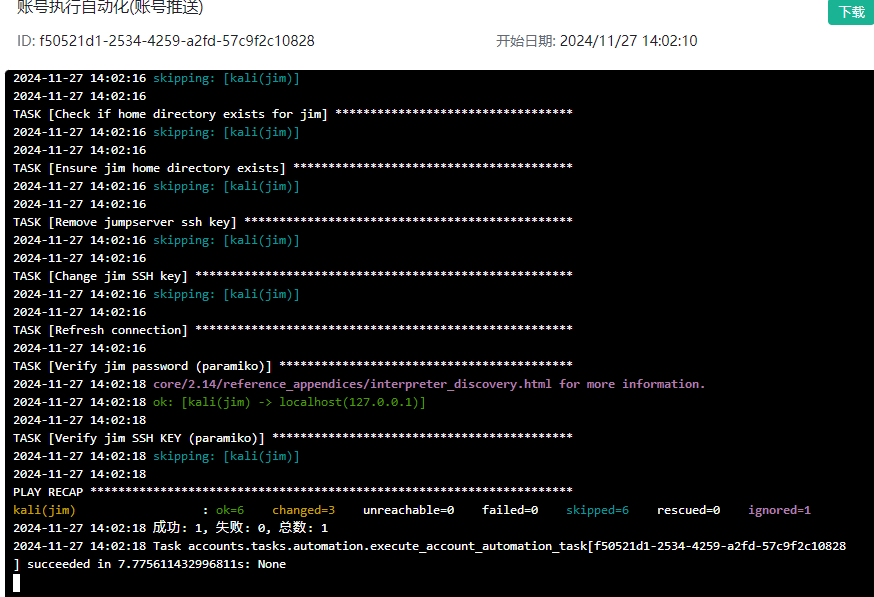 账号执行自动化(账号推送)
下载
ID: f50521d1-2534-4259-a2fd-57c9f2c10828 开始日期: 2024/11/27 14:02:10
2024-11-27 14:02:16 skipping: [kali(jim)]
2024-11-27 14:02:16
TASK [Check if home directory exists for jim] **********************************
2024-11-27 14:02:16 skipping: [kali(jim)]
2024-11-27 14:02:16
TASK [Ensure jim home directory exists] ****************************************
2024-11-27 14:02:16 skipping: [kali(jim)]
2024-11-27 14:02:16
TASK [Remove jumpserver ssh key] ***********************************************
2024-11-27 14:02:16 skipping: [kali(jim)]
2024-11-27 14:02:16
TASK [Change jim SSH key] ******************************************************
2024-11-27 14:02:16 skipping: [kali(jim)]
2024-11-27 14:02:16
TASK [Refresh connection] ******************************************************
2024-11-27 14:02:16
TASK [Verify jim password (paramiko)] ******************************************
2024-11-27 14:02:18 core/2.14/reference_appendices/interpreter_discovery.html for more information.
2024-11-27 14:02:18 ok: [kali(jim) -> localhost(127.0.0.1)]
2024-11-27 14:02:18
TASK [Verify jim SSH KEY (paramiko)] *******************************************
2024-11-27 14:02:18 skipping: [kali(jim)]
2024-11-27 14:02:18
PLAY RECAP *********************************************************************
kali(jim) : ok=6 changed=3 unreachable=0 failed=0 skipped=6 rescued=0 ignored=1
2024-11-27 14:02:18 成功: 1, 失败: 0, 总数: 1
2024-11-27 14:02:18 Task accounts.tasks.automation.execute_account_automation_task[f50521d1-2534-4259-a2fd-57c9f2c10828
] succeeded in 7.775611432996811s: None